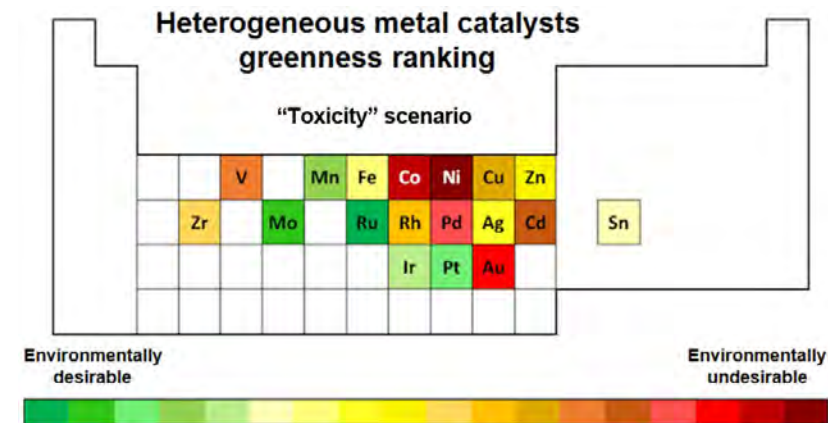 Heterogeneous metal catalysts
greenness ranking
“Toxicity” scenario
V Mn Fe Co Ni Cu Zn
Zr Mo Ru Rh Pd Ag Cd Sn
Ir Pt Au
Environmentally
desirable
Environmentally
undesirable